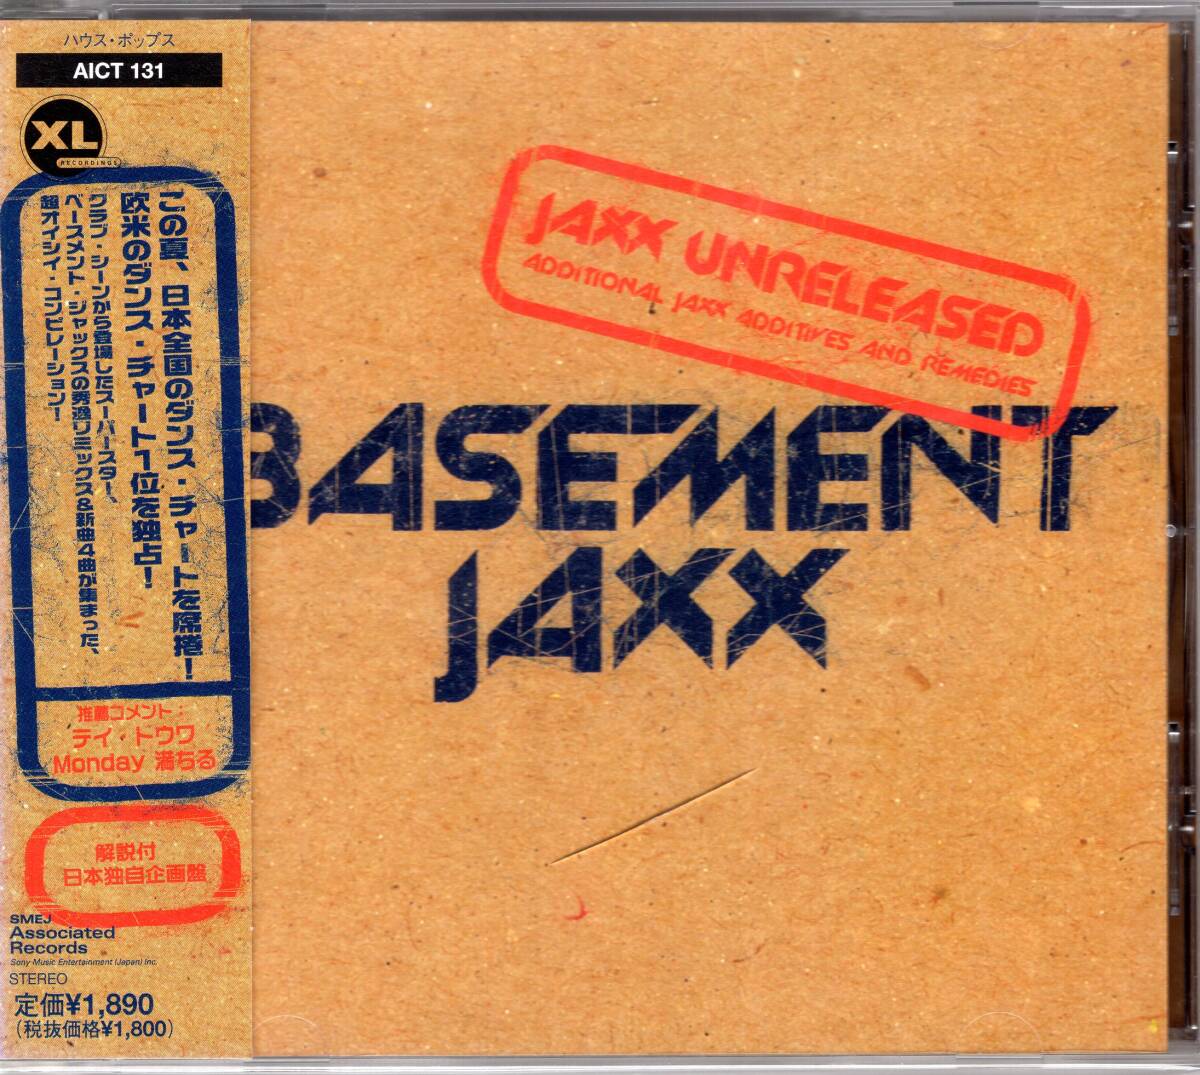 ハウス・ポップス
AICT 131
XL
RECORDINGS
この夏、日本全国のダンス・チャートを席捲！
欧米のダンス・チャート1位を独占！
クラブ・シーンから登場したスーパースター、
ベースメント・ジャックスの秀逸リミックス&新曲4曲が集まった、
超オイシイ・コンピレーション！
推薦コメント：
テイ・トウワ
Monday 満ちる
解説付
日本独自企画盤
SMEJ
Associated
Records
Sony Music Entertainment (Japan) Inc.
STEREO
定価¥1,890
(税抜価格¥1,800)
JAXX UNRELEASED
ADDITIONAL JAXX ADDITIVES AND REMEDIES
BASEMENT
JAXX